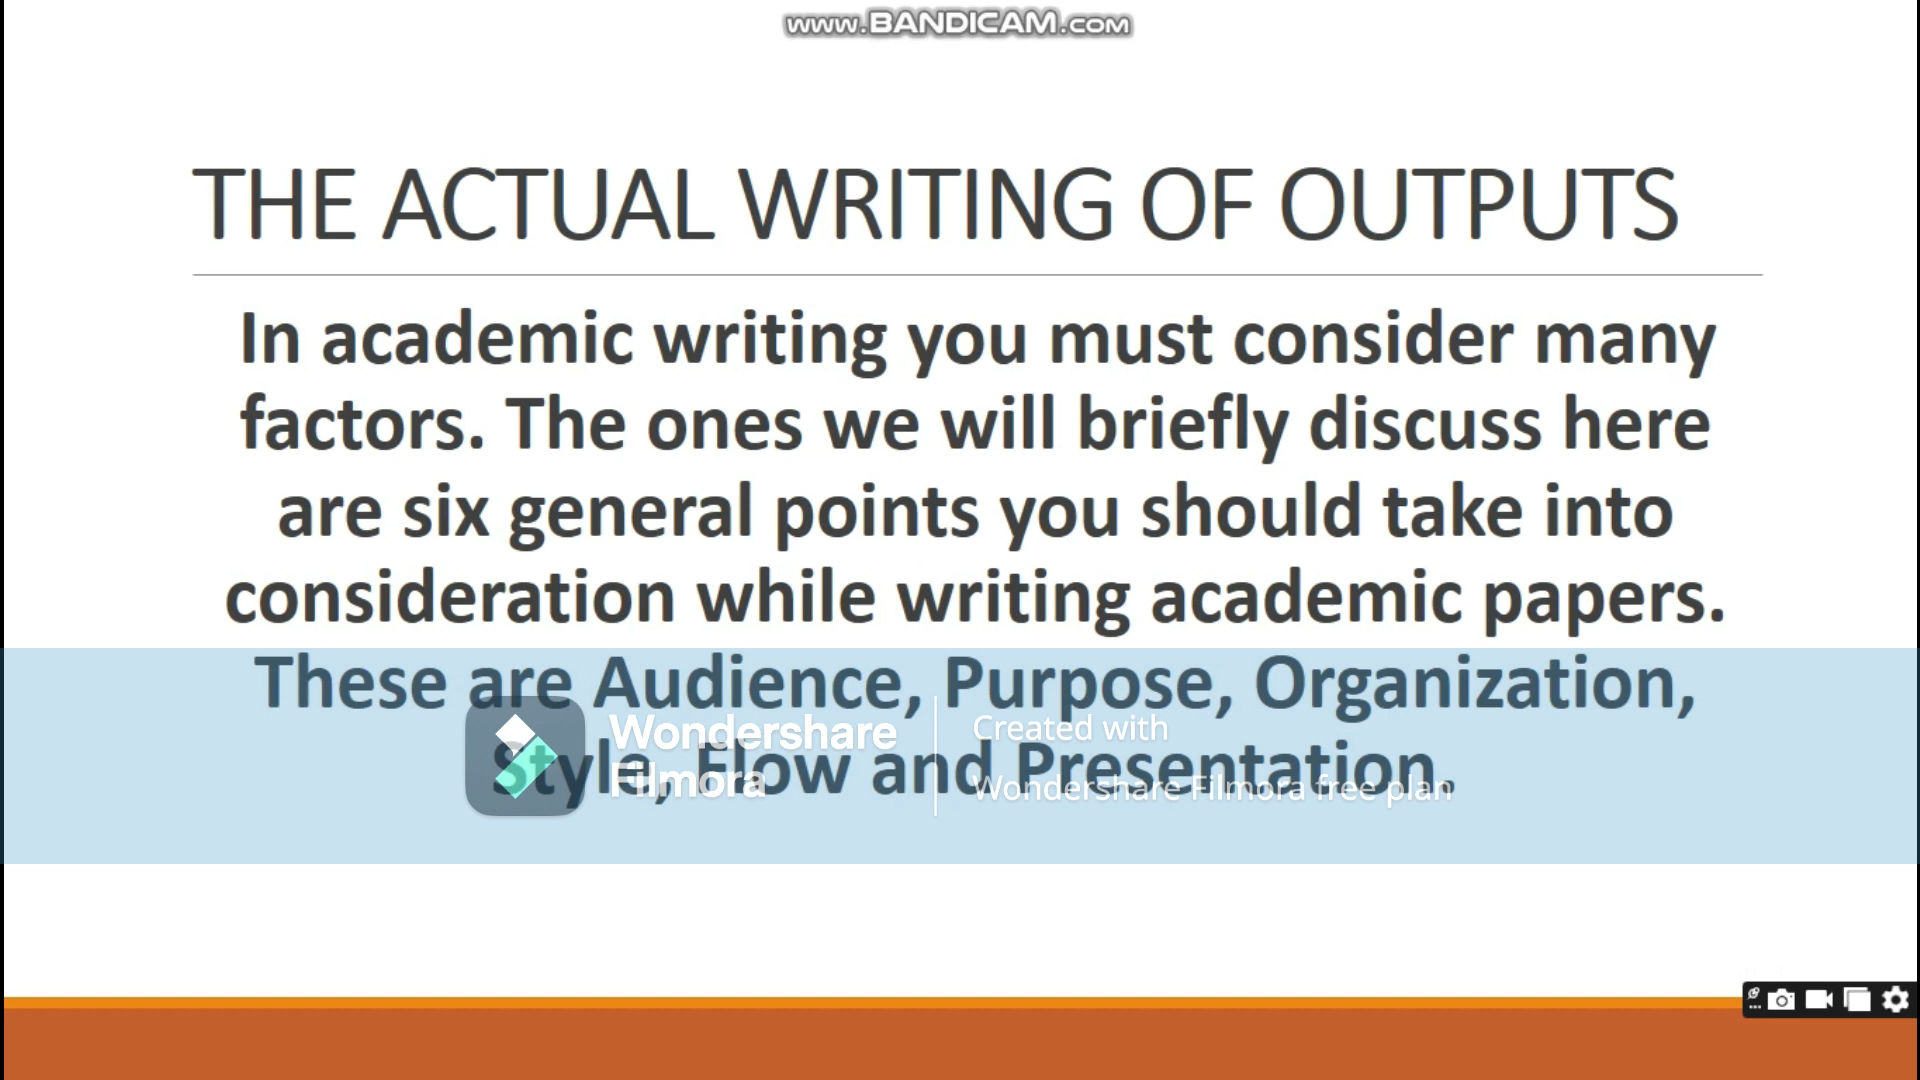 www.BANDICAM.com
THE ACTUAL WRITING OF OUTPUTS
In academic writing you must consider many
factors. The ones we will briefly discuss here
are six general points you should take into
consideration while writing academic papers.
These are Audience, Purpose, Organization,
Style, Flow and Presentation.
Wondershare
Filmora
Created with
Wondershare Filmora free plan